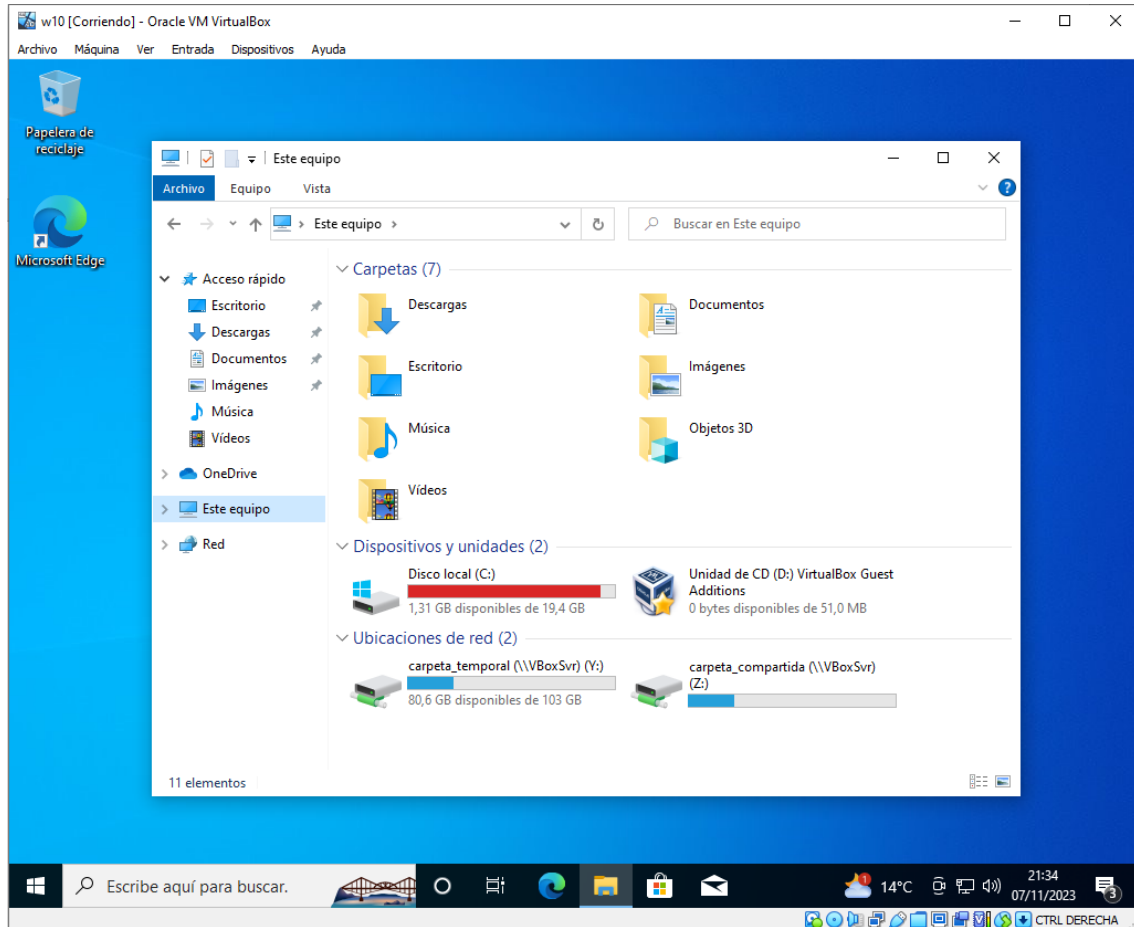 w10 [Corriendo] - Oracle VM VirtualBox
Archivo Máquina Ver Entrada Dispositivos Ayuda
Papelera de
reciclaje
Microsoft Edge
Este equipo
Archivo Equipo Vista
Este equipo
Buscar en Este equipo
Acceso rápido
Escritorio
Descargas
Documentos
Imágenes
Música
Vídeos
OneDrive
Este equipo
Red
Carpetas (7)
Descargas
Documentos
Escritorio
Imágenes
Música
Objetos 3D
Vídeos
Dispositivos y unidades (2)
Disco local (C:)
1,31 GB disponibles de 19,4 GB
Unidad de CD (D:) VirtualBox Guest
Additions
0 bytes disponibles de 51,0 MB
Ubicaciones de red (2)
carpeta_temporal (\\VBoxSvr) (Y:)
80,6 GB disponibles de 103 GB
carpeta_compartida (\\VBoxSvr)
(Z:)
11 elementos
Escribe aquí para buscar.
1
14°C
21:34
07/11/2023
3
CTRL DERECHA